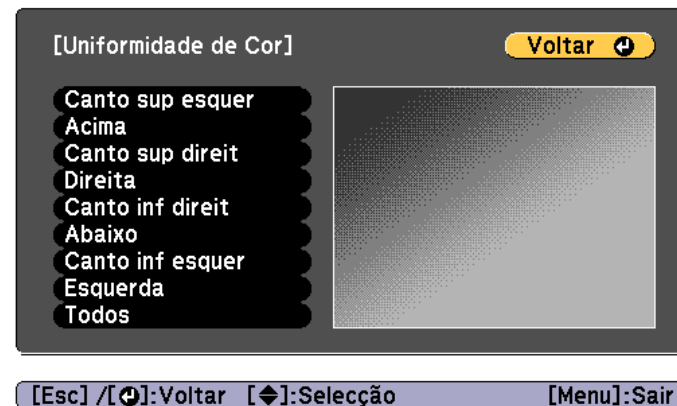 [Uniformidade de Cor]
Voltar
Canto sup esquer
Acima
Canto sup direit
Direita
Canto inf direit
Abaixo
Canto inf esquer
Esquerda
Todos
[Esc] /[⏎]:Voltar [◆]:Selecção [Menu]:Sair